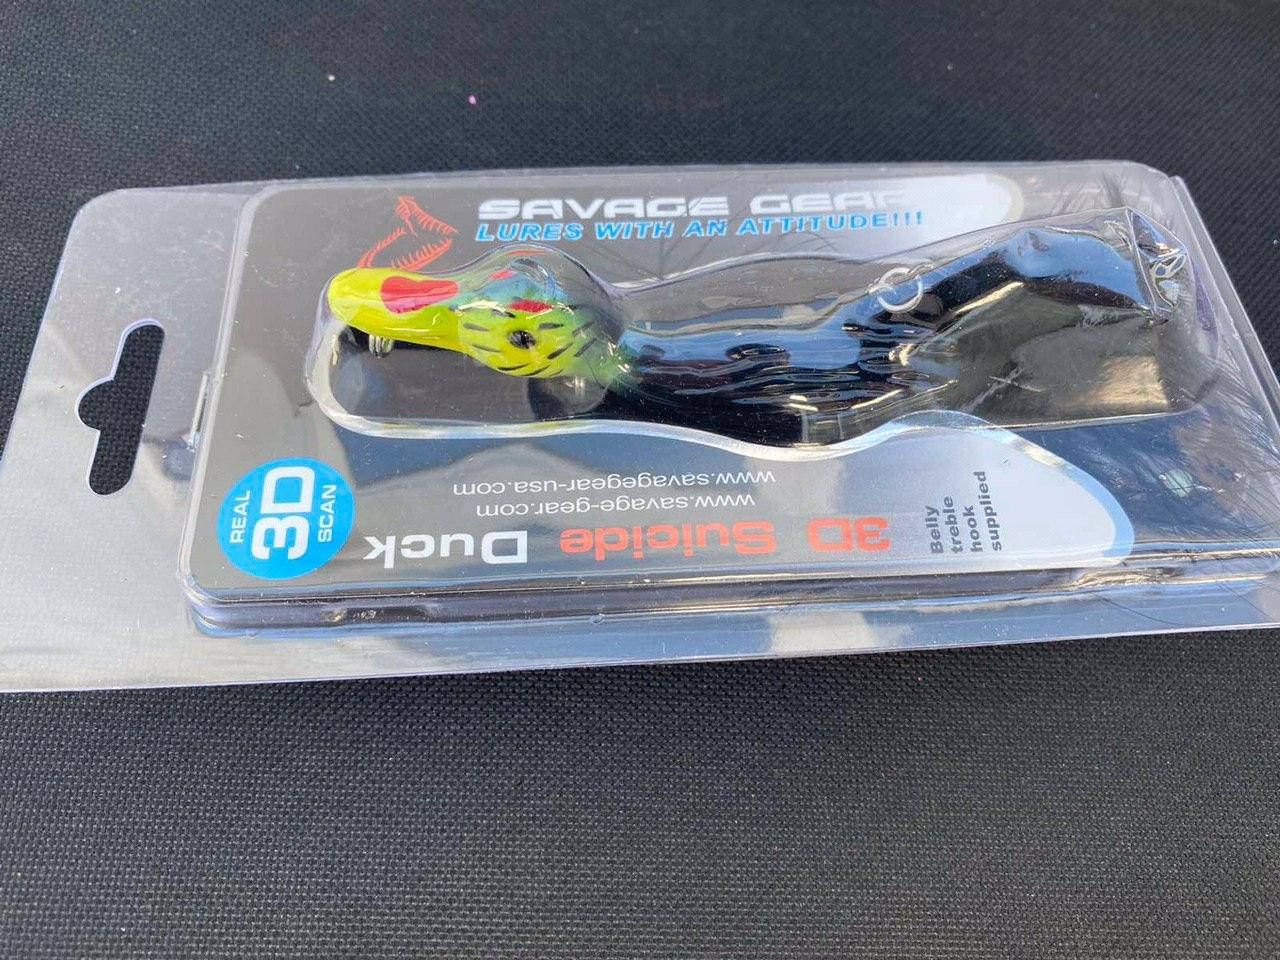 SAVAGE GEAR
LURES WITH AN ATTITUDE!!!
REAL
3D
SCAN
3D Suicide Duck
www.savage-gear.com
www.savagegear-usa.com
Belly
treble
hook
supplied